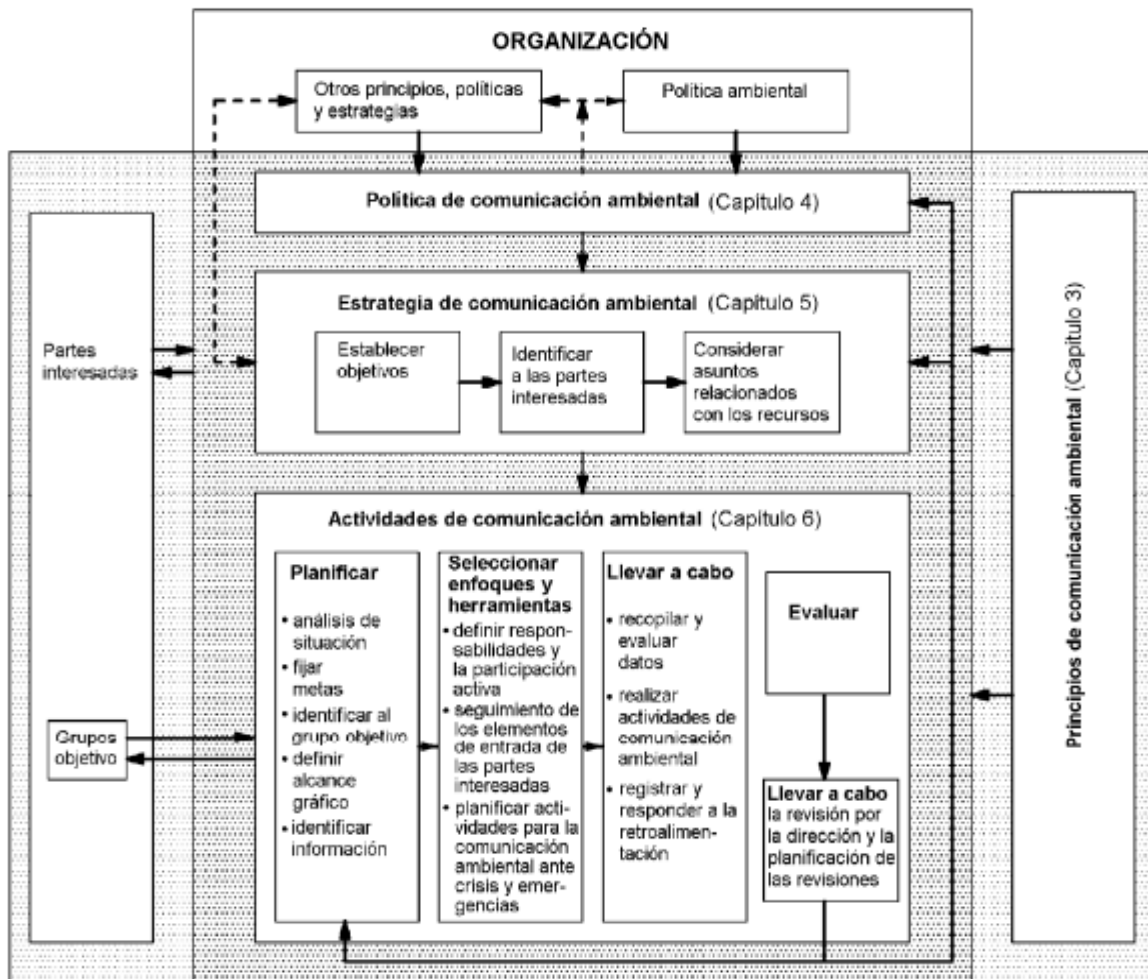 ORGANIZACIÓN
Otros principios, políticas
y estrategias
Política ambiental
Política de comunicación ambiental (Capítulo 4)
Estrategia de comunicación ambiental (Capítulo 5)
Establecer
objetivos
Identificar
a las partes
interesadas
Considerar
asuntos
relacionados
con los recursos
Partes
interesadas
Grupos
objetivo
Actividades de comunicación ambiental (Capítulo 6)
Planificar
• análisis de
situación
• fijar
metas
• identificar al
grupo objetivo
• definir
alcance
gráfico
• identificar
información
Seleccionar
enfoques y
herramientas
• definir respon-
sabilidades y
la participación
activa
• seguimiento de
los elementos
de entrada de
las partes
interesadas
• planificar acti-
vidades para la
comunicación
ambiental ante
crisis y emer-
gencias
Llevar a cabo
• recopilar y
evaluar
datos
• realizar
actividades de
comunicación
ambiental
• registrar y
responder a la
retroalimen-
tación
Evaluar
Llevar a cabo
la revisión por
la dirección y la
planificación de
las revisiones
Principios de comunicación ambiental (Capítulo 3)